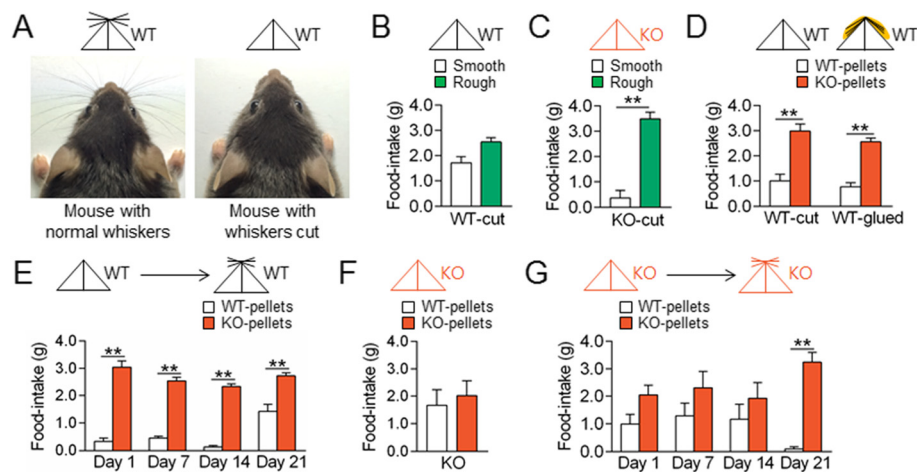 A
WT
WT
Mouse with
normal whiskers
Mouse with
whiskers cut
B
WT
Smooth
Rough
Food-intake (g)
4.0
3.0
2.0
1.0
0.0
WT-cut
C
KO
Smooth
Rough
**
Food-intake (g)
4.0
3.0
2.0
1.0
0.0
KO-cut
D
WT
WT
WT-pellets
KO-pellets
Food-intake (g)
4.0
3.0
2.0
1.0
0.0
**
**
WT-cut WT-glued
E
WT
WT
WT-pellets
KO-pellets
Food-intake (g)
4.0
3.0
2.0
1.0
0.0
** ** ** **
Day 1 Day 7 Day 14 Day 21
F
KO
WT-pellets
KO-pellets
Food-intake (g)
4.0
3.0
2.0
1.0
0.0
KO
G
KO
KO
WT-pellets
KO-pellets
Food-intake (g)
4.0
3.0
2.0
1.0
0.0
**
Day 1 Day 7 Day 14 Day 21